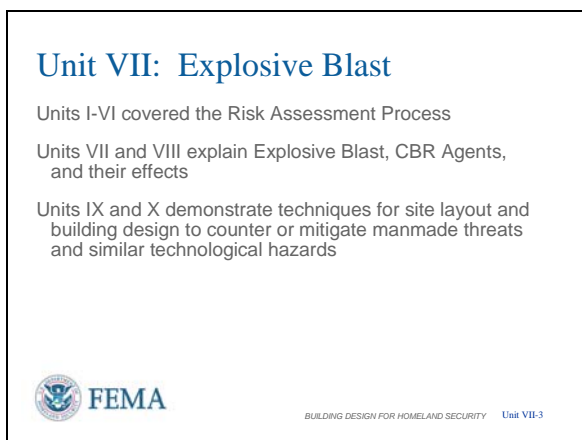 Unit VII: Explosive Blast
Units I-VI covered the Risk Assessment Process
Units VII and VIII explain Explosive Blast, CBR Agents,
and their effects
Units IX and X demonstrate techniques for site layout and
building design to counter or mitigate manmade threats
and similar technological hazards
FEMA
BUILDING DESIGN FOR HOMELAND SECURITY Unit VII-3